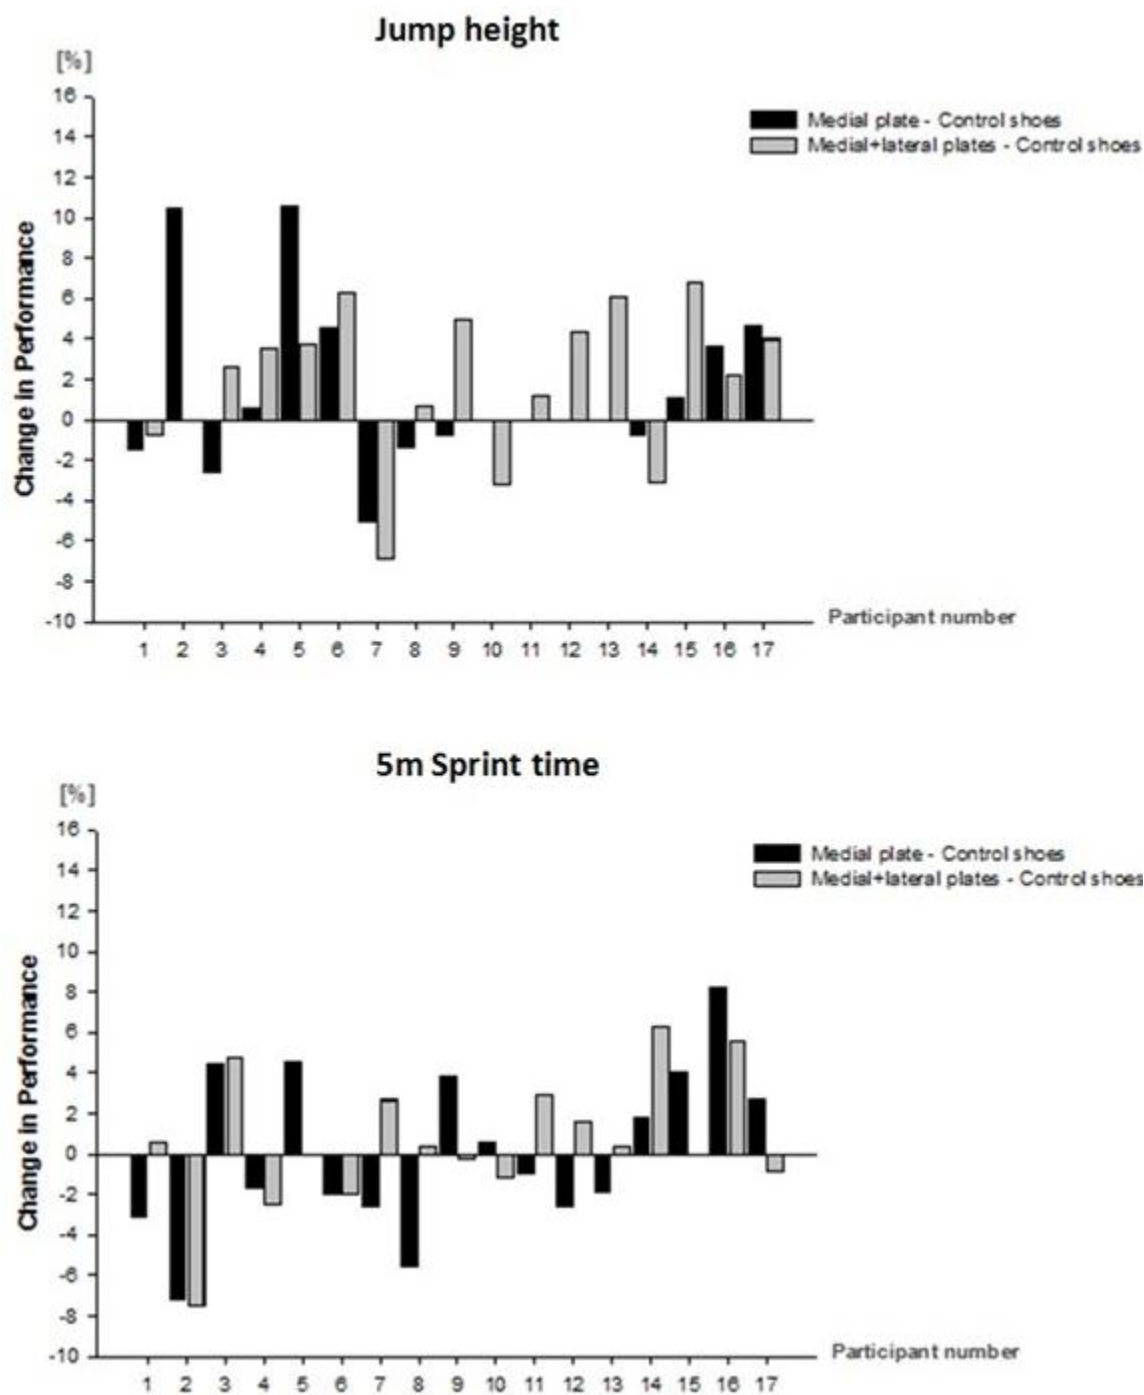 Jump height
[%]
16
14
12
10
8
6
4
2
0
-2
-4
-6
-8
-10
Change in Performance
Medial plate - Control shoes
Medial+lateral plates - Control shoes
Participant number
1 2 3 4 5 6 7 8 9 10 11 12 13 14 15 16 17
5m Sprint time
[%]
16
14
12
10
8
6
4
2
0
-2
-4
-6
-8
-10
Change in Performance
Medial plate - Control shoes
Medial+lateral plates - Control shoes
Participant number
1 2 3 4 5 6 7 8 9 10 11 12 13 14 15 16 17